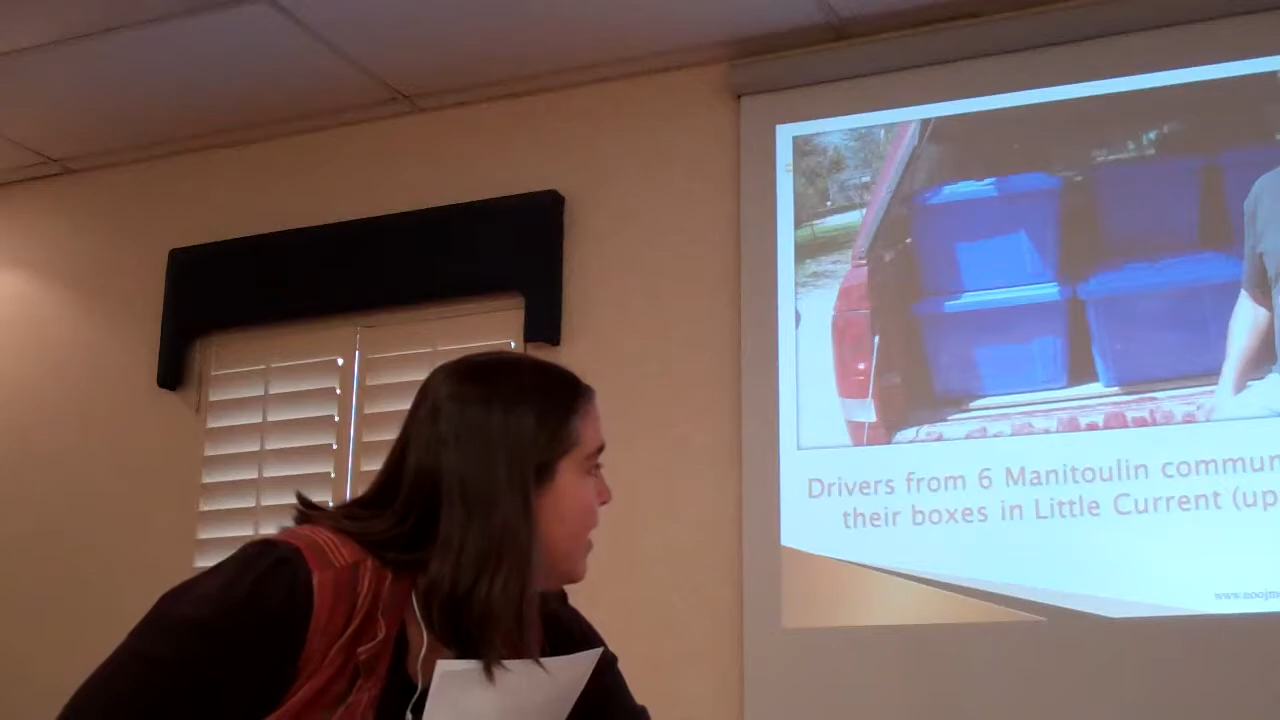 Drivers from 6 Manitoulin commun
their boxes in Little Current (up